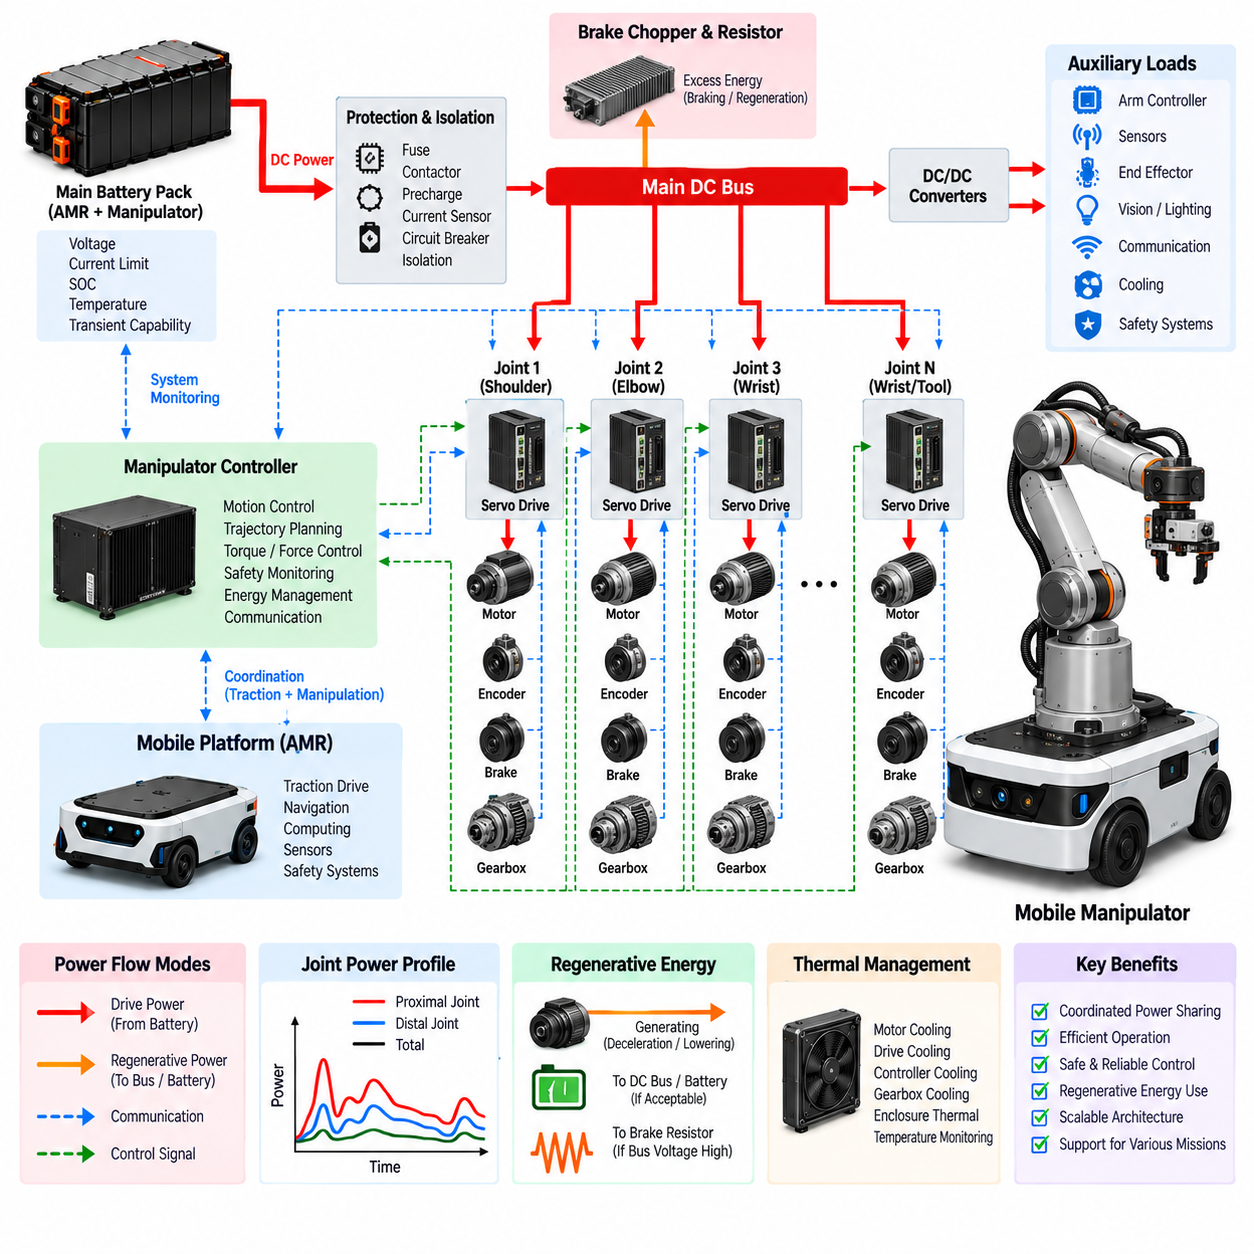 Brake Chopper & Resistor
Excess Energy
(Braking / Regeneration)
Auxiliary Loads
Arm Controller
Sensors
End Effector
Vision / Lighting
Communication
Cooling
Safety Systems
Main Battery Pack
(AMR + Manipulator)
Voltage
Current Limit
SOC
Temperature
Transient Capability
DC Power
Protection & Isolation
Fuse
Contactor
Precharge
Current Sensor
Circuit Breaker
Isolation
Main DC Bus
DC/DC
Converters
System
Monitoring
Joint 1
(Shoulder)
Joint 2
(Elbow)
Joint 3
(Wrist)
Joint N
(Wrist/Tool)
Servo Drive
Servo Drive
Servo Drive
Servo Drive
Manipulator Controller
Motion Control
Trajectory Planning
Torque / Force Control
Safety Monitoring
Energy Management
Communication
Motor
Motor
Motor
Motor
Encoder
Encoder
Encoder
Encoder
Brake
Brake
Brake
Brake
Gearbox
Gearbox
Gearbox
Gearbox
Coordination
(Traction + Manipulation)
Mobile Platform (AMR)
Traction Drive
Navigation
Computing
Sensors
Safety Systems
Mobile Manipulator
Power Flow Modes
Drive Power
(From Battery)
Regenerative Power
(To Bus / Battery)
Communication
Control Signal
Joint Power Profile
Proximal Joint
Distal Joint
Total
Power
Time
Regenerative Energy
Generating
(Deceleration / Lowering)
To DC Bus / Battery
(If Acceptable)
To Brake Resistor
(If Bus Voltage High)
Thermal Management
Motor Cooling
Drive Cooling
Controller Cooling
Gearbox Cooling
Enclosure Thermal
Temperature Monitoring
Key Benefits
Coordinated Power Sharing
Efficient Operation
Safe & Reliable Control
Regenerative Energy Use
Scalable Architecture
Support for Various Missions